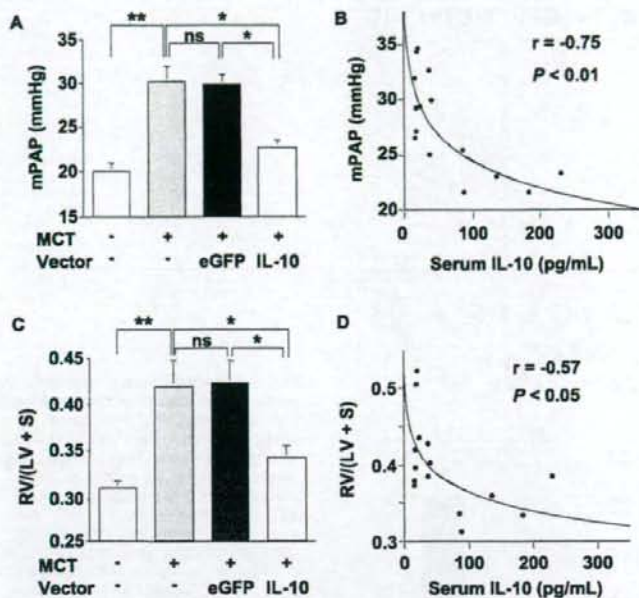 A
** *
ns *
mPAP (mmHg)
35
30
25
20
15
MCT - + + +
Vector - - eGFP IL-10
B
r = -0.75
P < 0.01
mPAP (mmHg)
35
30
25
20
0 100 200 300
Serum IL-10 (pg/mL)
C
** *
ns *
RV/(LV + S)
0.45
0.40
0.35
0.30
0.25
MCT - + + +
Vector - - eGFP IL-10
D
r = -0.57
P < 0.05
RV/(LV + S)
0.5
0.4
0.3
0 100 200 300
Serum IL-10 (pg/mL)